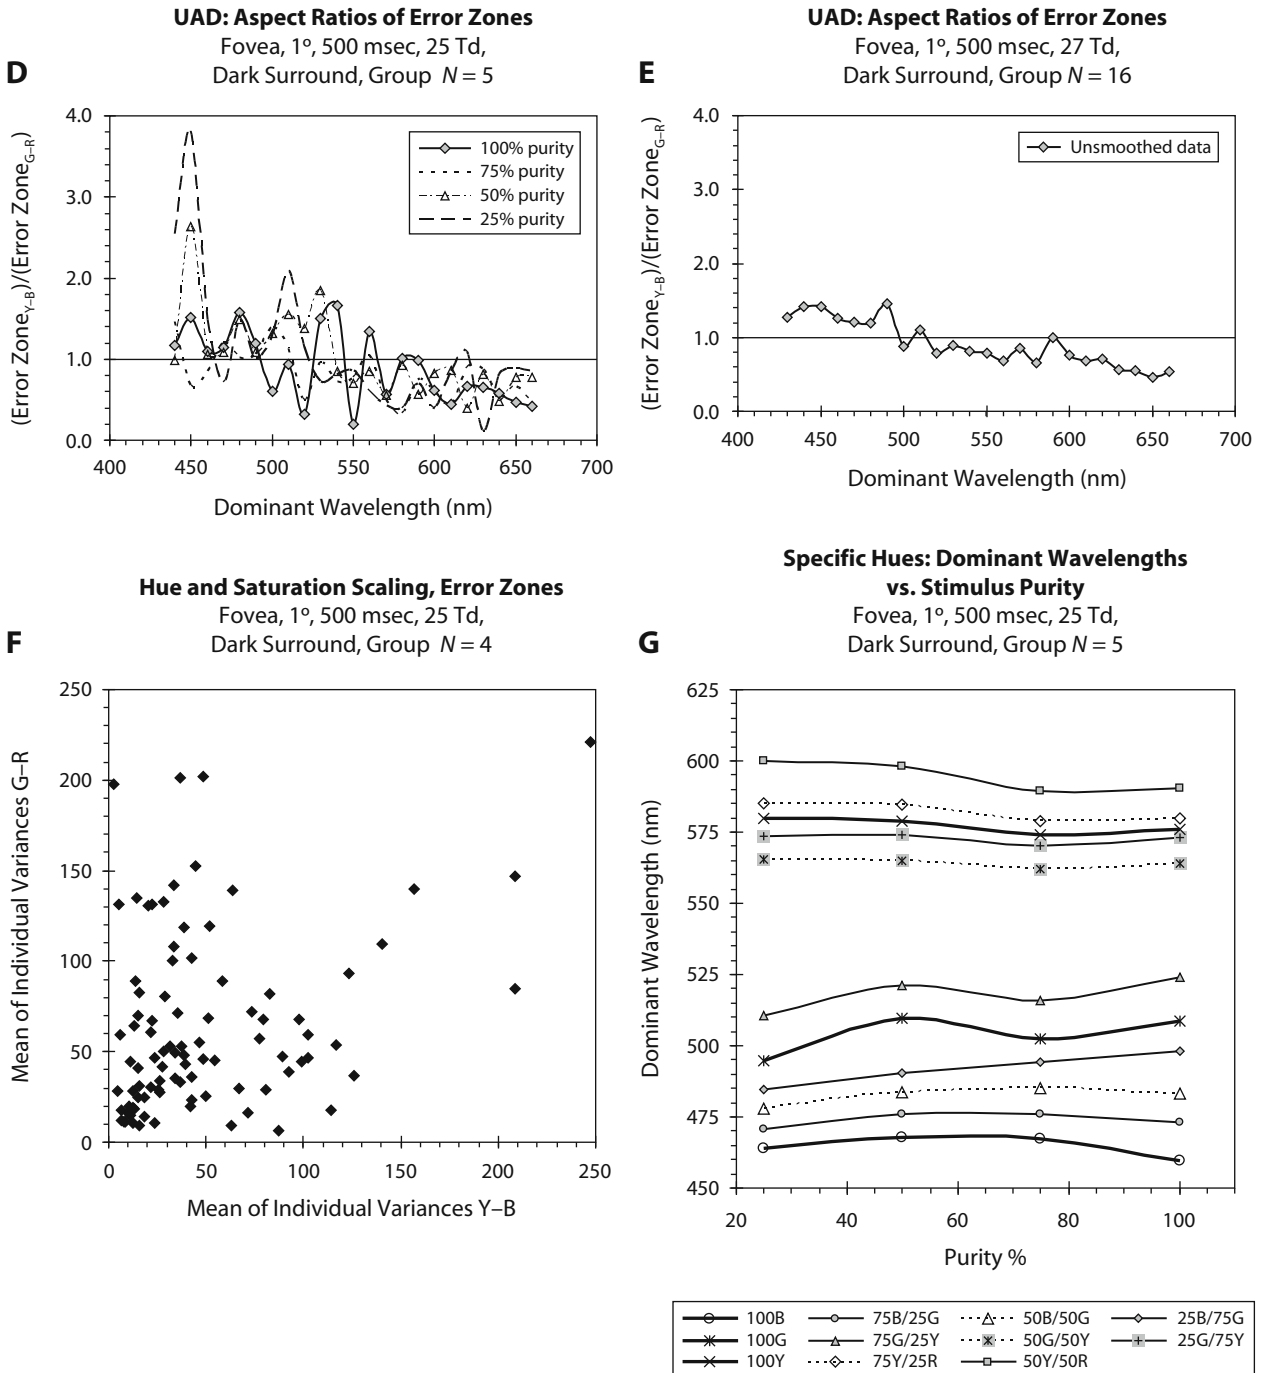 UAD: Aspect Ratios of Error Zones
Fovea, 1º, 500 msec, 25 Td,
Dark Surround, Group N = 5
D
(Error ZoneY–B)/(Error ZoneG–R)
4.0
3.0
2.0
1.0
0.0
100% purity
75% purity
50% purity
25% purity
400 450 500 550 600 650 700
Dominant Wavelength (nm)
UAD: Aspect Ratios of Error Zones
Fovea, 1º, 500 msec, 27 Td,
Dark Surround, Group N = 16
E
(Error ZoneY–B)/(Error ZoneG–R)
4.0
3.0
2.0
1.0
0.0
Unsmoothed data
400 450 500 550 600 650 700
Dominant Wavelength (nm)
Hue and Saturation Scaling, Error Zones
Fovea, 1º, 500 msec, 25 Td,
Dark Surround, Group N = 4
F
Mean of Individual Variances G–R
250
200
150
100
50
0
0 50 100 150 200 250
Mean of Individual Variances Y–B
Specific Hues: Dominant Wavelengths
vs. Stimulus Purity
Fovea, 1º, 500 msec, 25 Td,
Dark Surround, Group N = 5
G
Dominant Wavelength (nm)
625
600
575
550
525
500
475
450
20 40 60 80 100
Purity %
100B 75B/25G 50B/50G 25B/75G
100G 75G/25Y 50G/50Y 25G/75Y
100Y 75Y/25R 50Y/50R